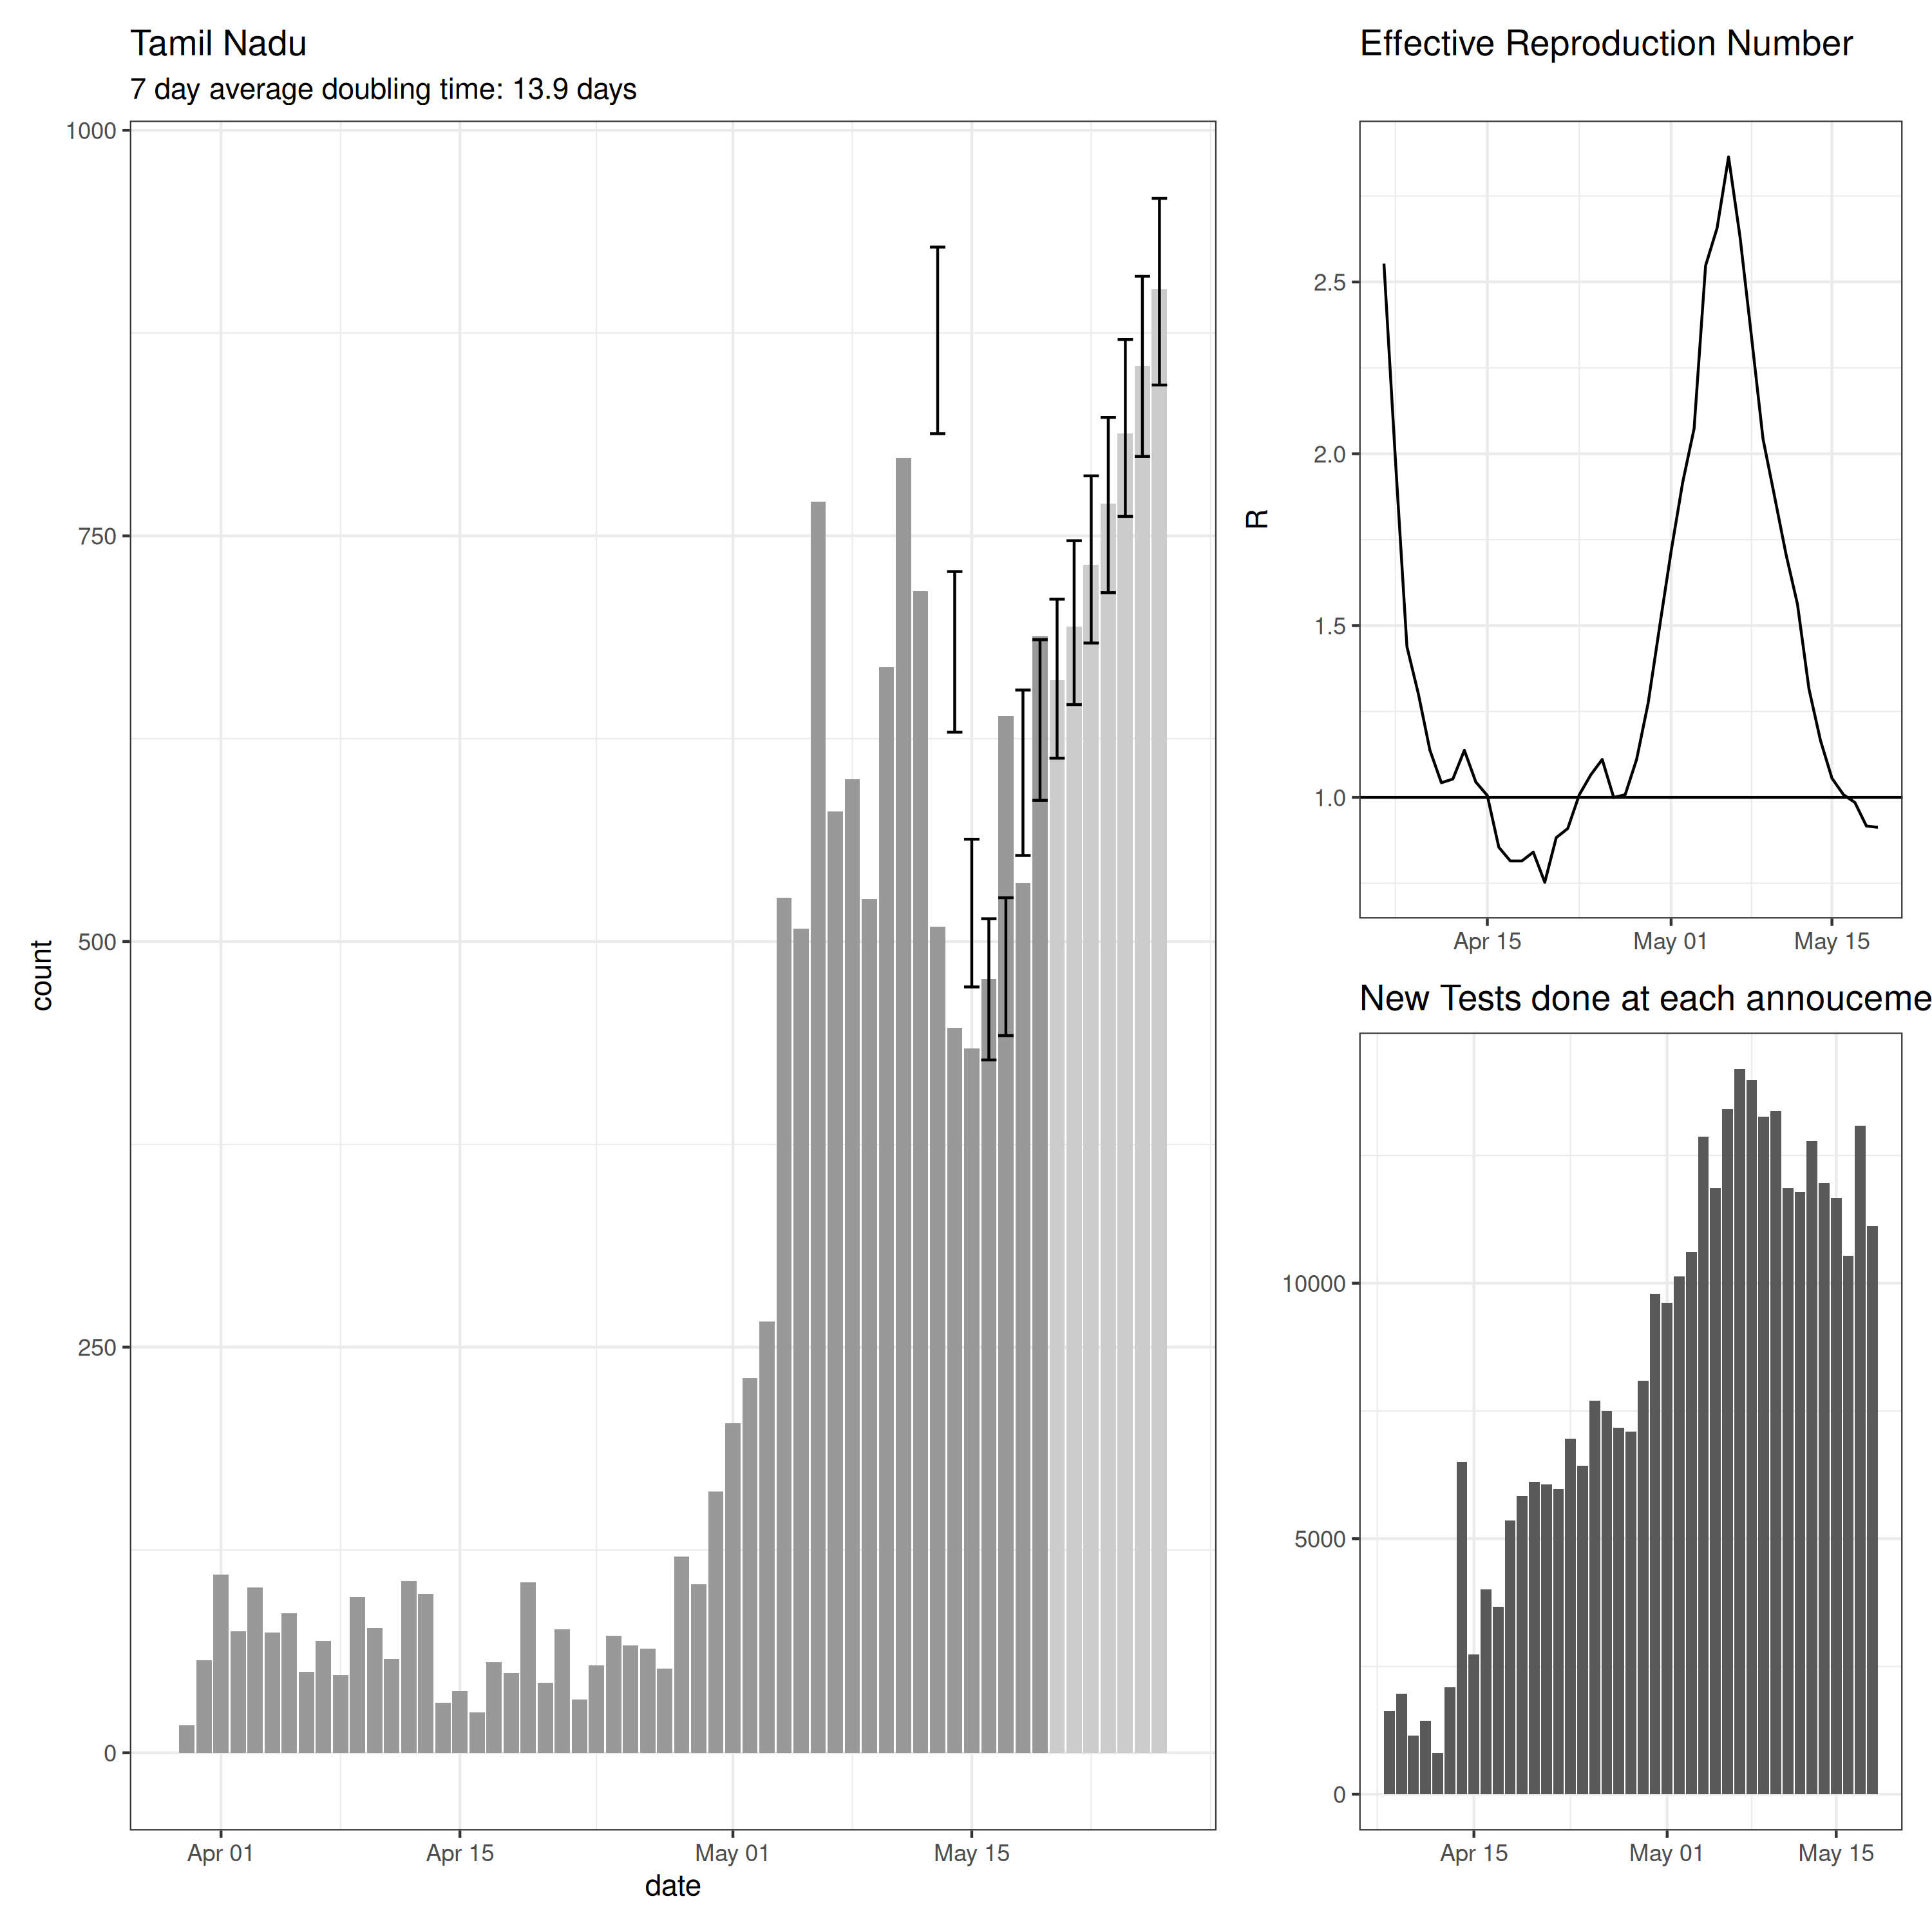 Tamil Nadu
7 day average doubling time: 13.9 days
1000
750
500
250
0
count
Apr 01 Apr 15 May 01 May 15
date
Effective Reproduction Number
2.5
2.0
1.5
1.0
R
Apr 15 May 01 May 15
New Tests done at each annouceme
10000
5000
0
Apr 15 May 01 May 15